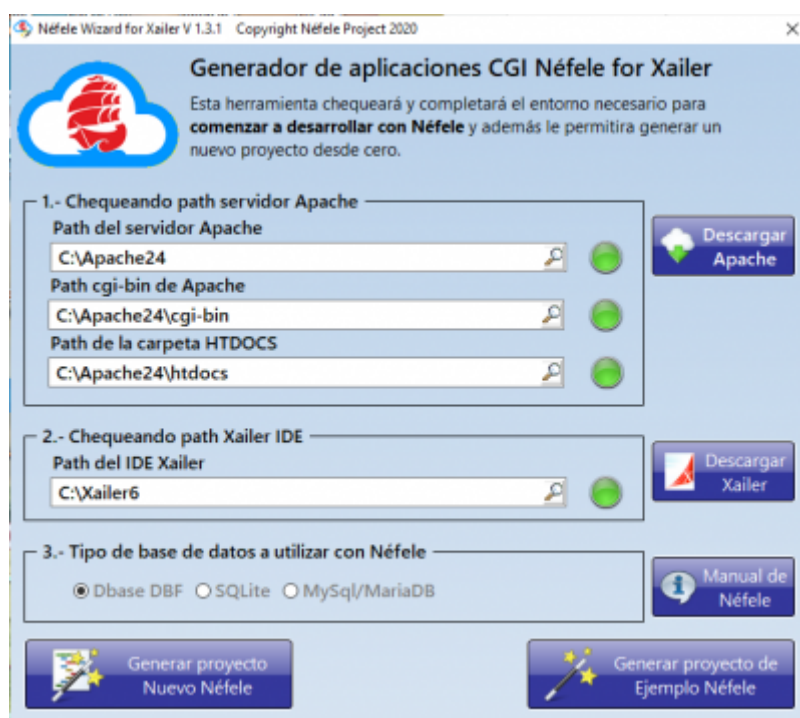 Néfele Wizard for Xailer V 1.3.1 Copyright Néfele Project 2020
Generador de aplicaciones CGI Néfele for Xailer
Esta herramienta chequeará y completará el entorno necesario para
comenzar a desarrollar con Néfele y además le permitira generar un
nuevo proyecto desde cero.
1.- Chequeando path servidor Apache
Path del servidor Apache
C:\Apache24
Descargar
Apache
Path cgi-bin de Apache
C:\Apache24\cgi-bin
Path de la carpeta HTDOCS
C:\Apache24\htdocs
2.- Chequeando path Xailer IDE
Path del IDE Xailer
C:\Xailer6
Descargar
Xailer
3.- Tipo de base de datos a utilizar con Néfele
Dbase DBF SQLite MySql/MariaDB
Manual de
Néfele
Generar proyecto
Nuevo Néfele
Generar proyecto de
Ejemplo Néfele